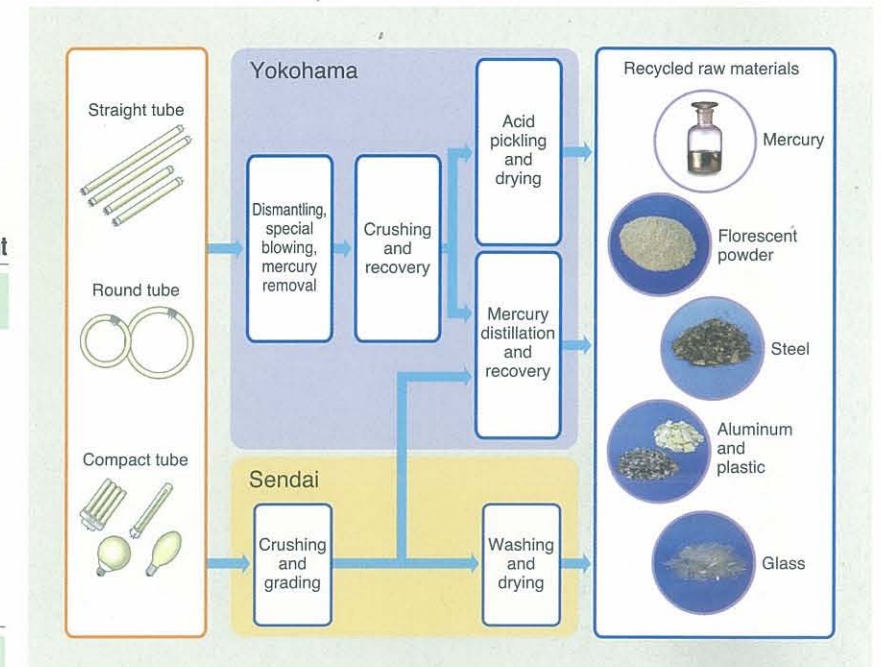 Straight tube
Round tube
Compact tube
Yokohama
Dismantling,
special
blowing,
mercury
removal
Crushing
and
recovery
Acid
pickling
and
drying
Mercury
distillation
and
recovery
Sendai
Crushing
and
grading
Washing
and
drying
Recycled raw materials
Mercury
Florescent
powder
Steel
Aluminum
and
plastic
Glass